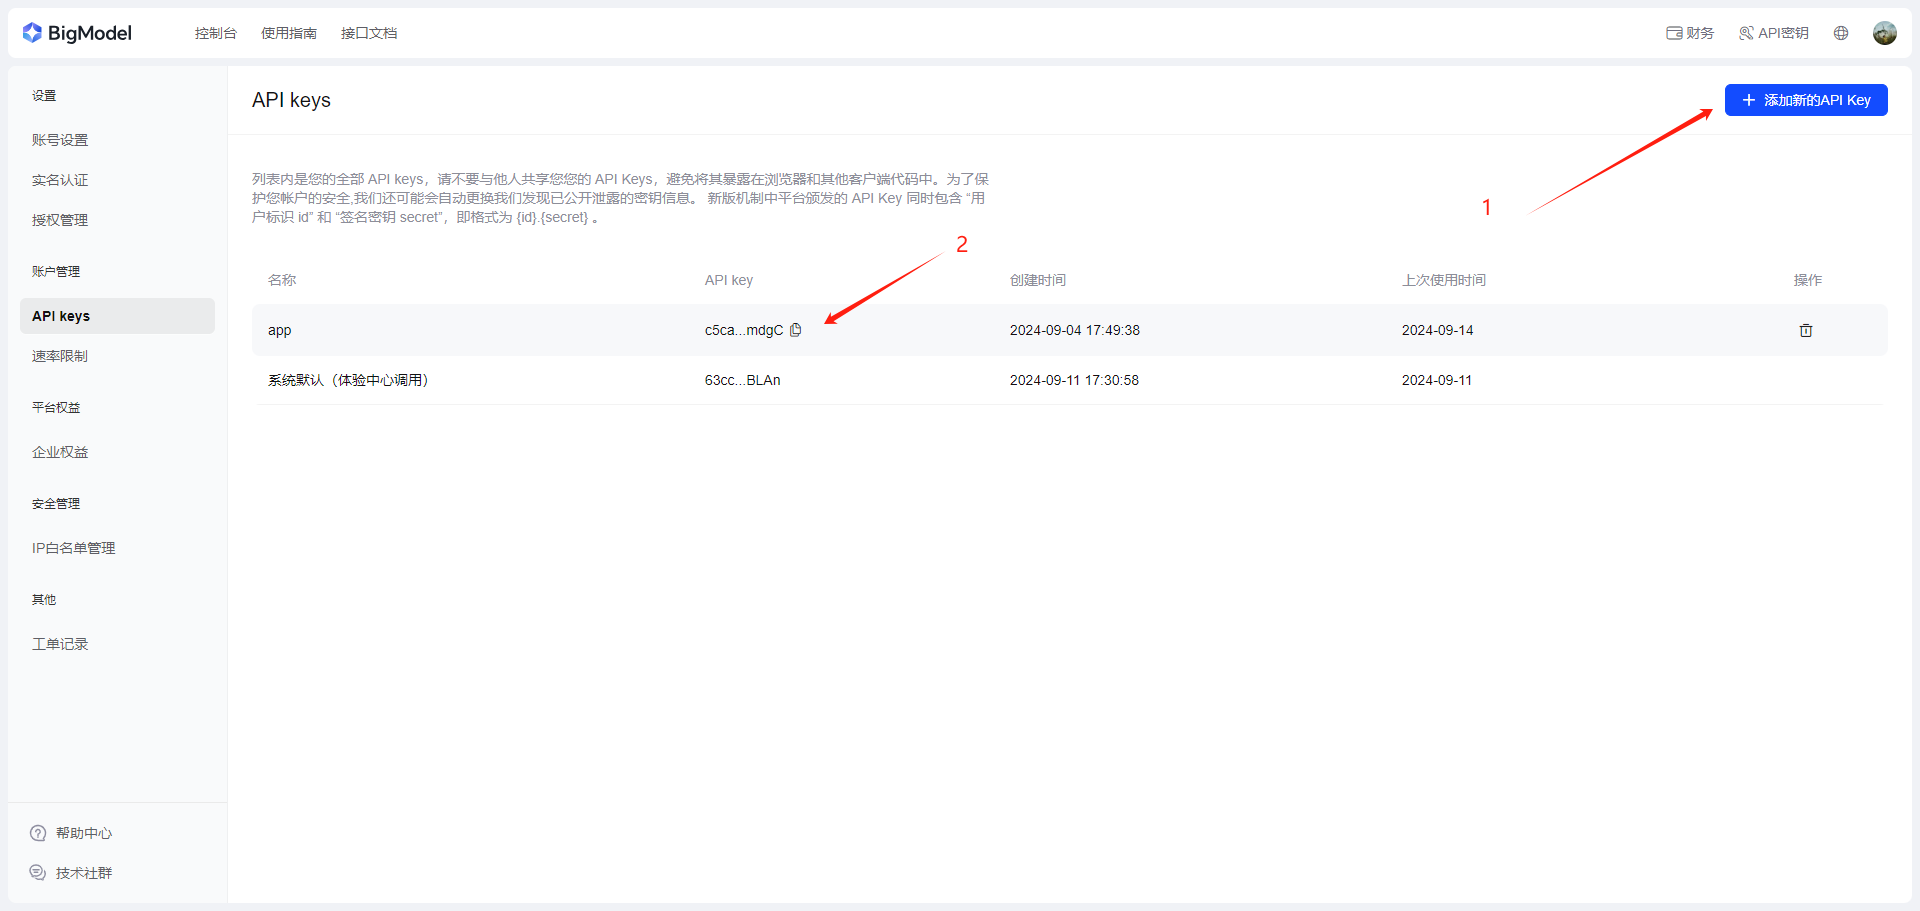 BigModel
控制台
使用指南
接口文档
财务
API密钥
设置
账号设置
实名认证
授权管理
账户管理
API keys
速率限制
平台权益
企业权益
安全管理
IP白名单管理
其他
工单记录
帮助中心
技术社群
API keys
添加新的API Key
1
列表内是您的全部 API keys，请不要与他人共享您您的 API Keys，避免将其暴露在浏览器和其他客户端代码中。为了保
护您帐户的安全,我们还可能会自动更换我们发现已公开泄露的密钥信息。 新版机制中平台颁发的 API Key 同时包含 “用
户标识 id” 和 “签名密钥 secret”，即格式为 {id}.{secret} 。
2
名称 API key 创建时间 上次使用时间 操作
app c5ca...mdgC 2024-09-04 17:49:38 2024-09-14
系统默认（体验中心调用） 63cc...BLAn 2024-09-11 17:30:58 2024-09-11